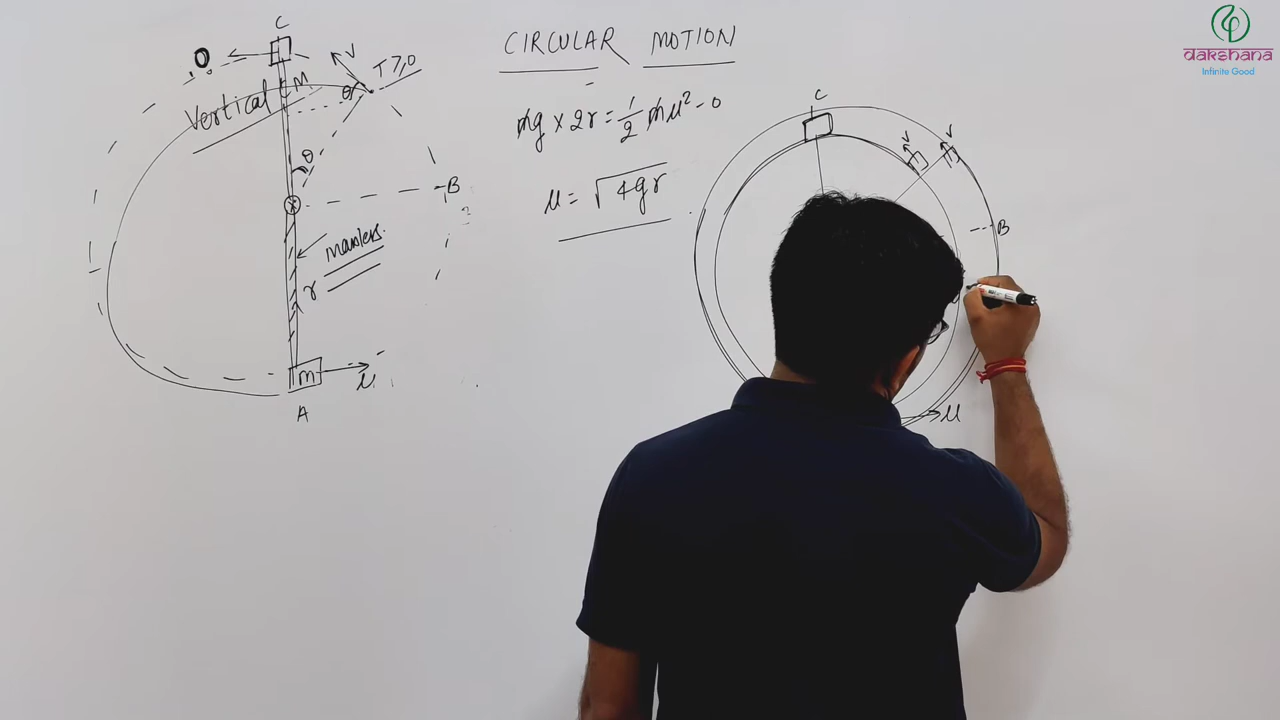 CIRCULAR MOTION
C
O
V
T ≥ 0
θ
Vertical
m
θ
B
massless
r
m
u
A
mg × 2r = 1/2 mu² - 0
u = √4gr
C
V
V
B
u
dakshana
Infinite Good